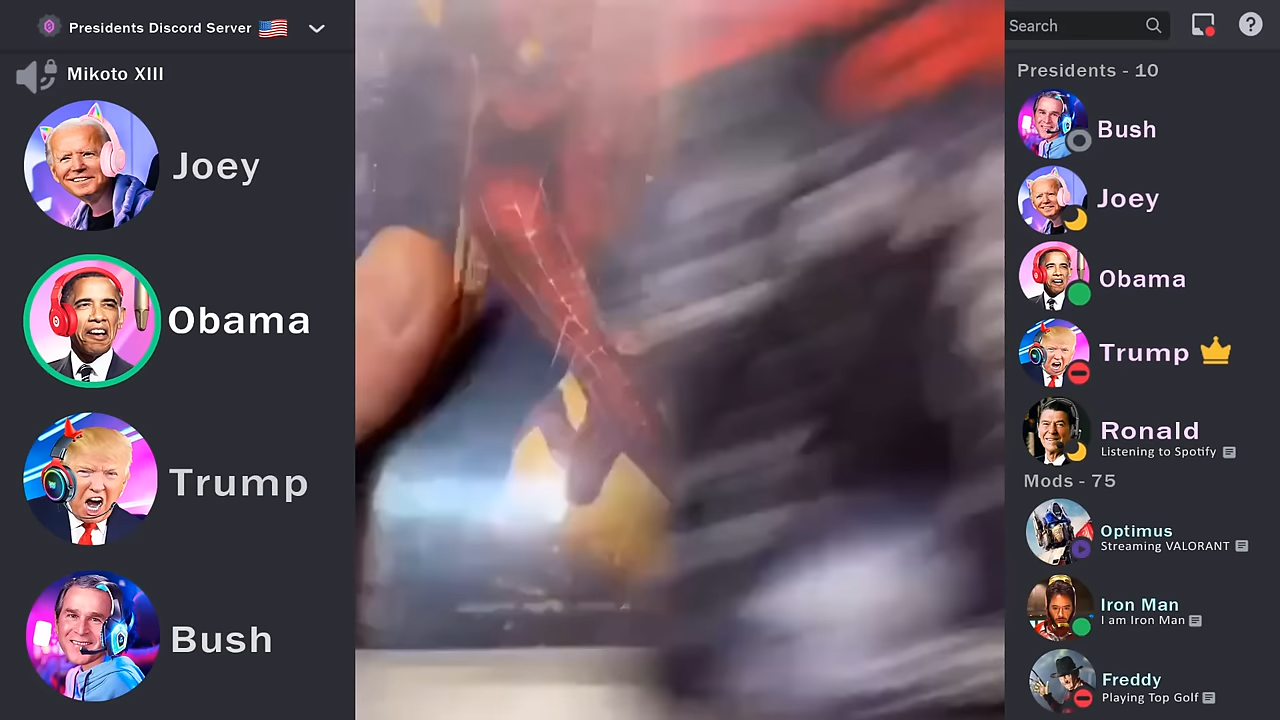 Presidents Discord Server
Mikoto XIII
Joey
Obama
Trump
Bush
Search
?
Presidents - 10
Bush
Joey
Obama
Trump
Ronald
Listening to Spotify
Mods - 75
Optimus
Streaming VALORANT
Iron Man
I am Iron Man
Freddy
Playing Top Golf